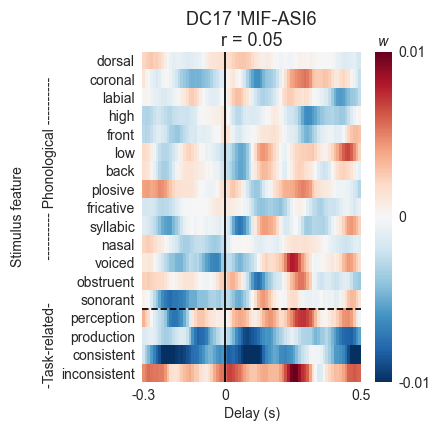 DC17 'MIF-ASI6
r = 0.05
w
dorsal
coronal
labial
high
front
low
back
plosive
fricative
syllabic
nasal
voiced
obstruent
sonorant
perception
production
consistent
inconsistent
Stimulus feature
-Task-related- ----------- Phonological ----------
-0.3 0 0.5
Delay (s)
0.01
0
-0.01